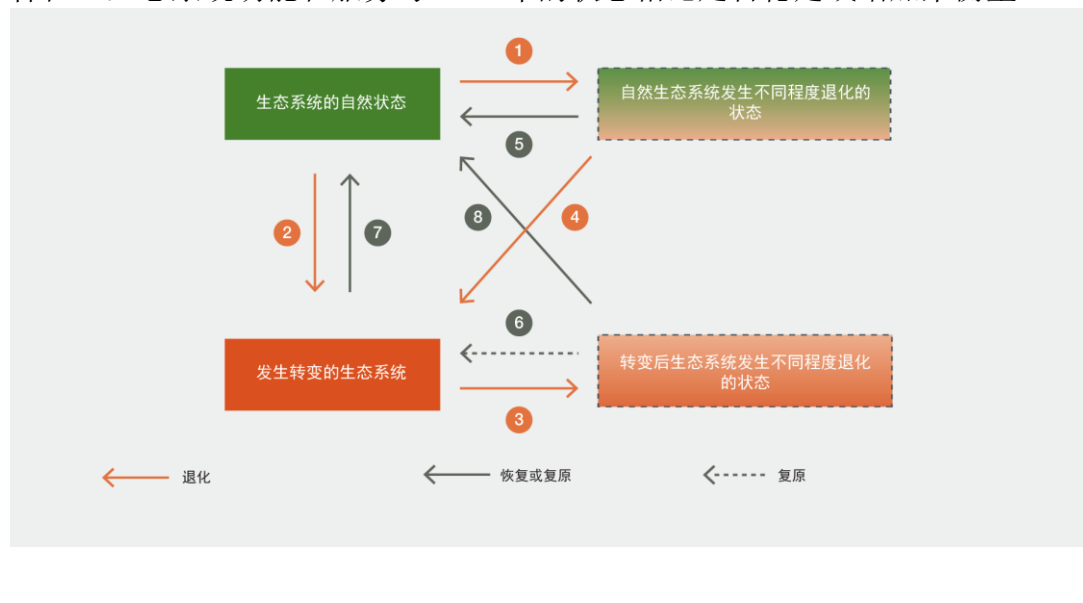 1
生态系统的自然状态
自然生态系统发生不同程度退化的
状态
5
2
7
8
4
6
发生转变的生态系统
转变后生态系统发生不同程度退化
的状态
3
退化
恢复或复原
复原